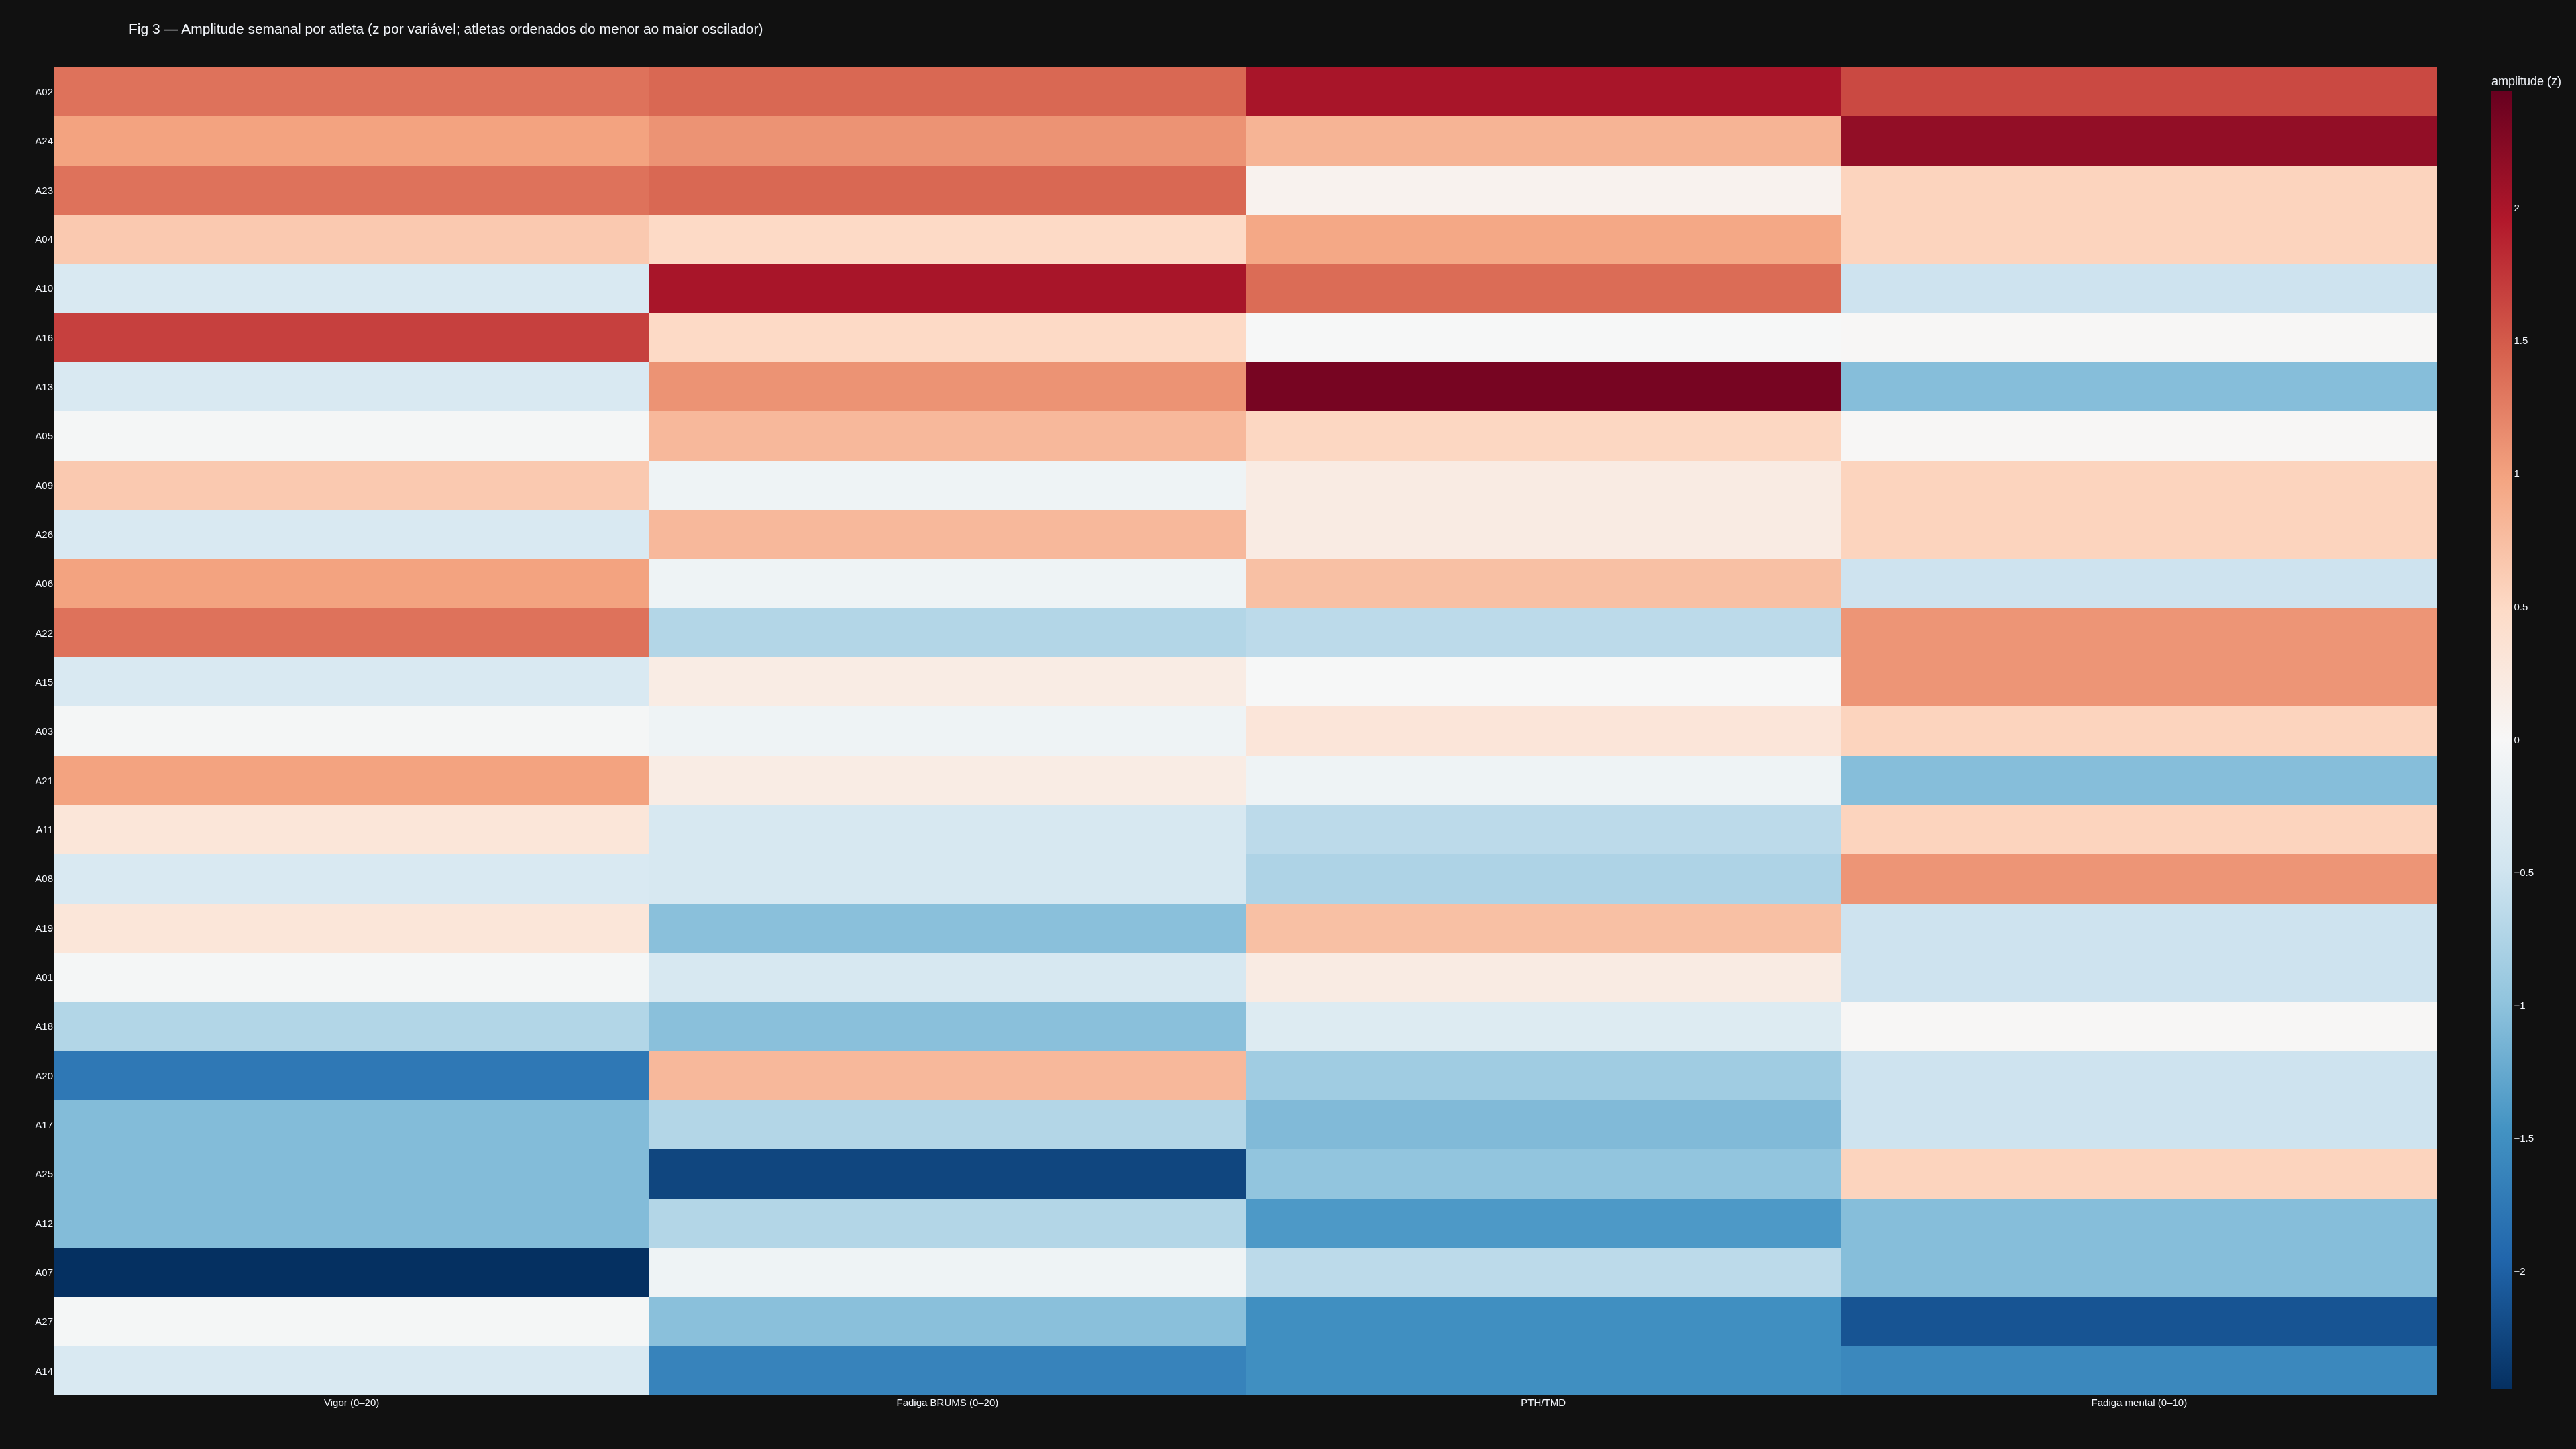 Fig 3 — Amplitude semanal por atleta (z por variável; atletas ordenados do menor ao maior oscilador)
amplitude (z)
A02
A24
A23
A04
A10
A16
A13
A05
A09
A26
A06
A22
A15
A03
A21
A11
A08
A19
A01
A18
A20
A17
A25
A12
A07
A27
A14
2
1.5
1
0.5
0
−0.5
−1
−1.5
−2
Vigor (0–20)
Fadiga BRUMS (0–20)
PTH/TMD
Fadiga mental (0–10)